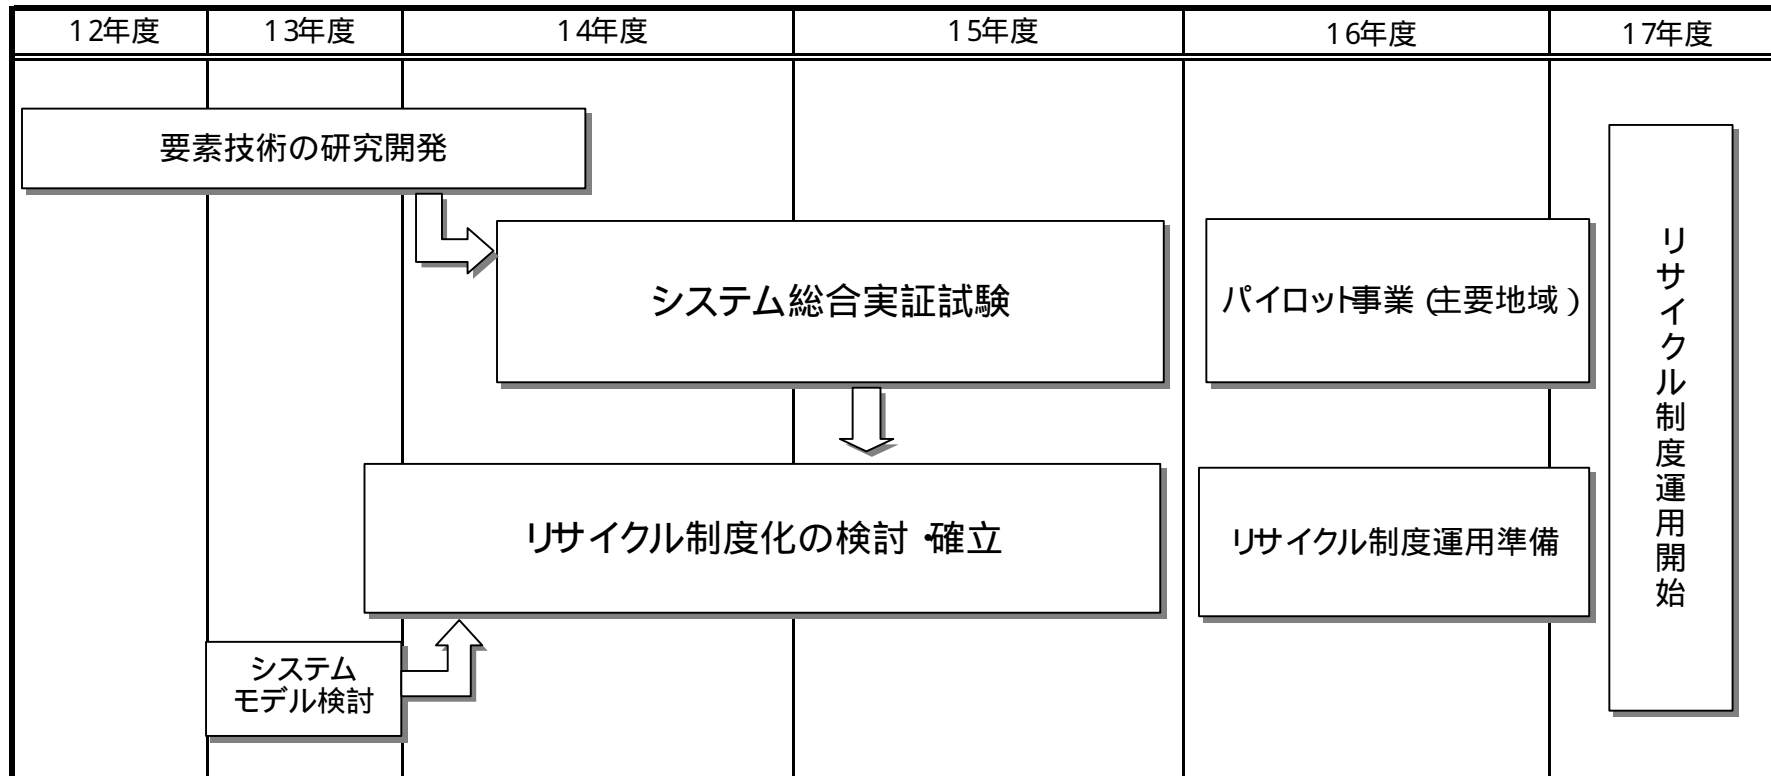 12年度
13年度
14年度
15年度
16年度
17年度
要素技術の研究開発
システム総合実証試験
パイロット事業(主要地域)
リサイクル制度化の検討・確立
リサイクル制度運用準備
システム
モデル検討
リサイクル制度運用開始